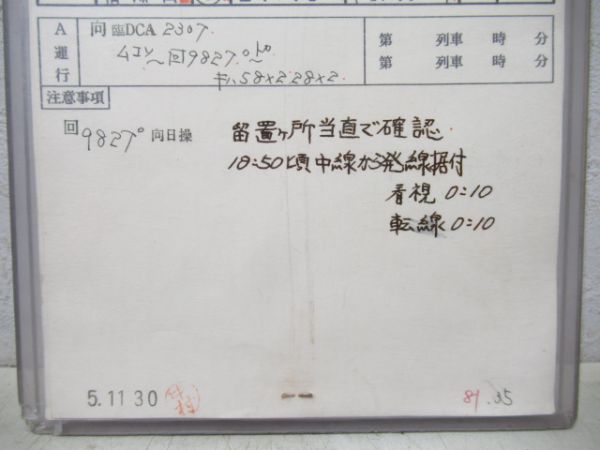 A運行
向 臨DCA 2307
ムコソ〜回9827D
キハ58×2.28×2
第 列車 時 分
第 列車 時 分
注意事項
回9827D 向日操
留置ヶ所当直で確認
18:50頃中線から発線据付
看視 0:10
転線 0:10
5.11 30
81.35